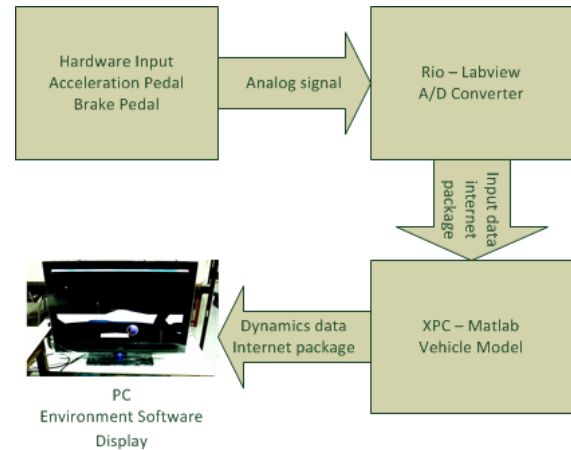 Hardware Input
Acceleration Pedal
Brake Pedal
Analog signal
Rio – Labview
A/D Converter
Input data
internet
package
XPC – Matlab
Vehicle Model
Dynamics data
Internet package
PC
Environment Software
Display